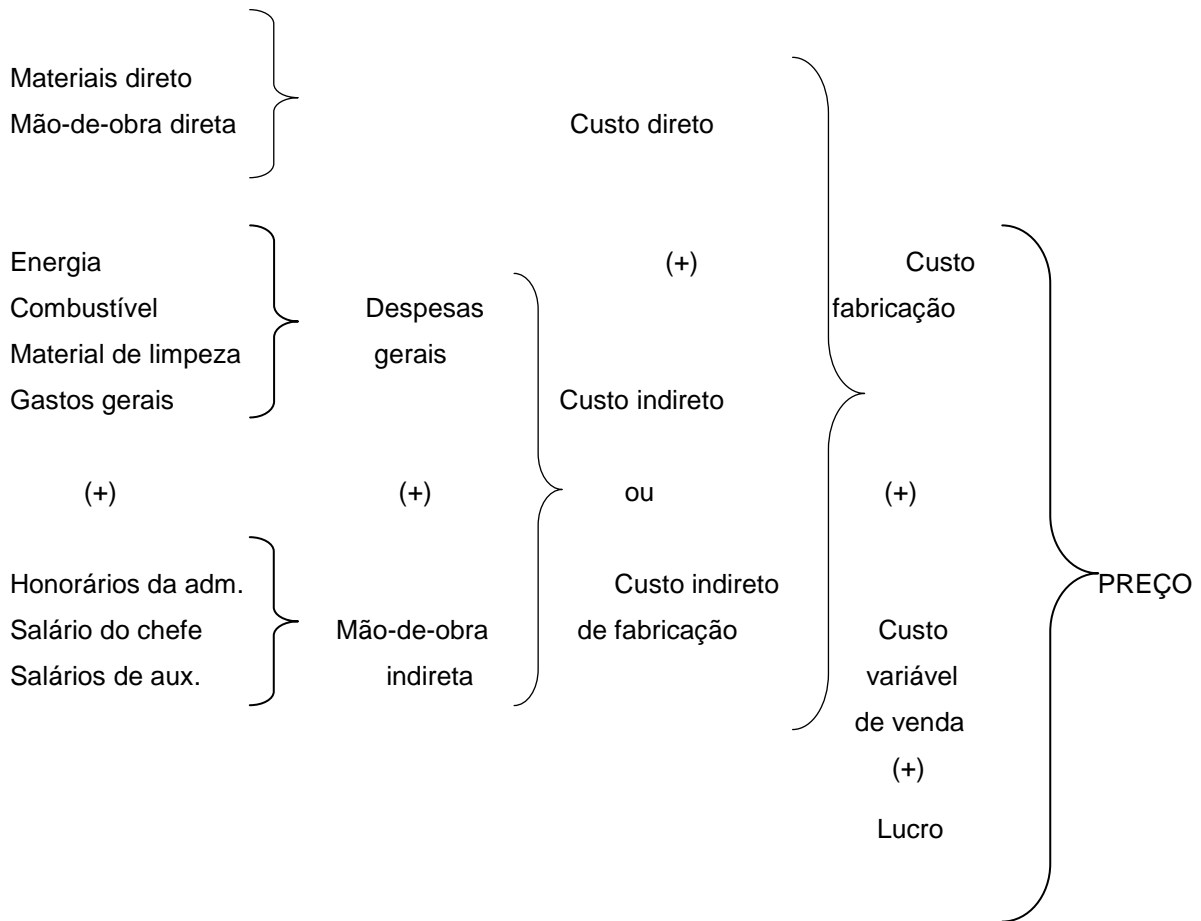 Materiais direto
Mão-de-obra direta Custo direto
Energia (+) Custo
Combustível Despesas fabricação
Material de limpeza gerais
Gastos gerais Custo indireto
(+) (+) ou (+)
Honorários da adm. Custo indireto PREÇO
Salário do chefe Mão-de-obra de fabricação Custo
Salários de aux. indireta variável
de venda
(+)
Lucro